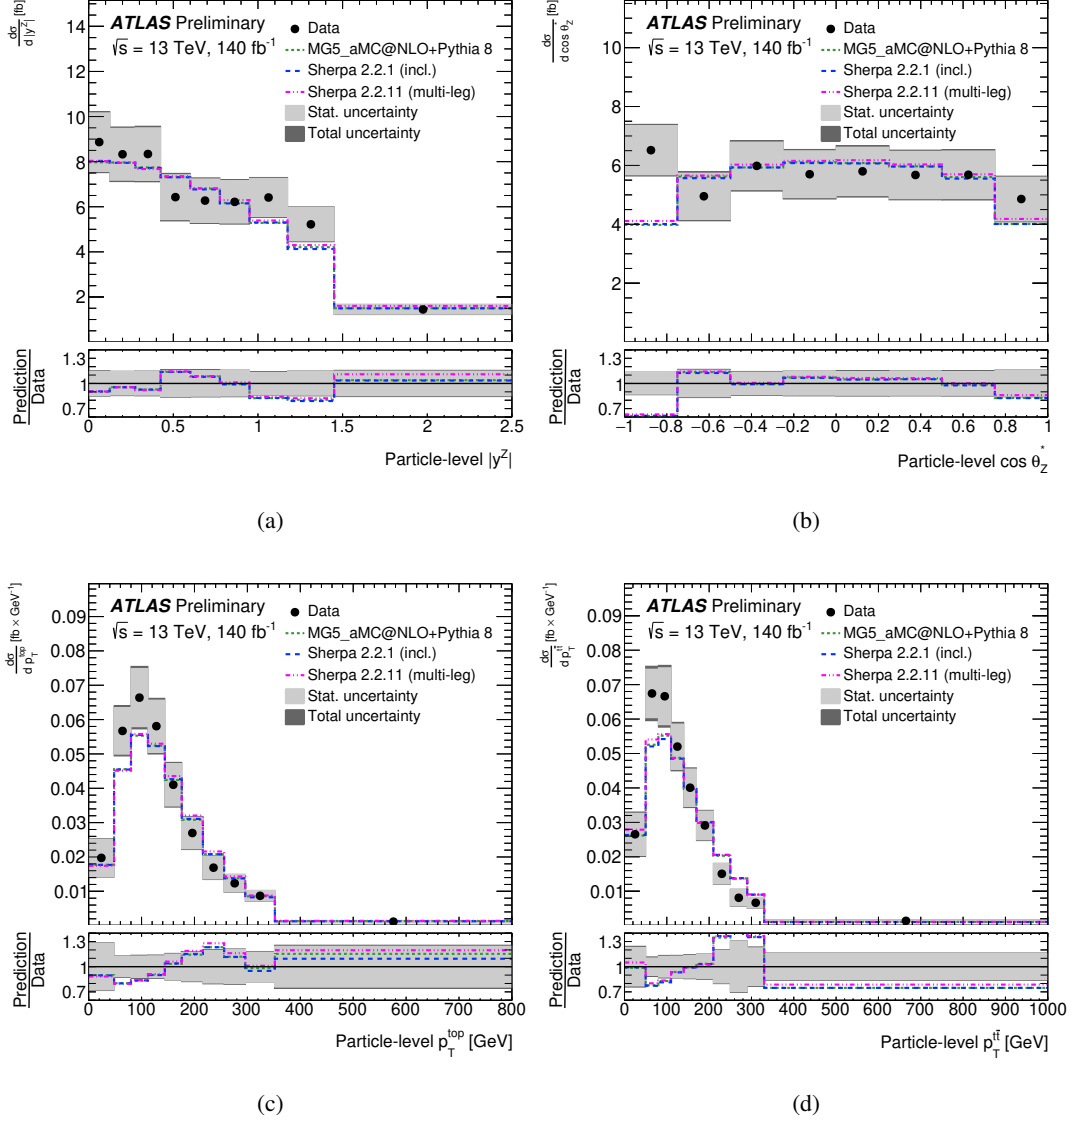 dσ/d |y^Z| [fb]
ATLAS Preliminary
√s = 13 TeV, 140 fb⁻¹
Data
MG5_aMC@NLO+Pythia 8
Sherpa 2.2.1 (incl.)
Sherpa 2.2.11 (multi-leg)
Stat. uncertainty
Total uncertainty
14
12
10
8
6
4
2
Prediction/Data
1.3
1
0.7
0 0.5 1 1.5 2 2.5
Particle-level |y^Z|
(a)
dσ/d cos θ*_Z [fb]
ATLAS Preliminary
√s = 13 TeV, 140 fb⁻¹
Data
MG5_aMC@NLO+Pythia 8
Sherpa 2.2.1 (incl.)
Sherpa 2.2.11 (multi-leg)
Stat. uncertainty
Total uncertainty
10
8
6
4
2
Prediction/Data
1.3
1
0.7
−1 −0.8 −0.6 −0.4 −0.2 0 0.2 0.4 0.6 0.8 1
Particle-level cos θ*_Z
(b)
dσ/d p_T^top [fb × GeV⁻¹]
ATLAS Preliminary
√s = 13 TeV, 140 fb⁻¹
Data
MG5_aMC@NLO+Pythia 8
Sherpa 2.2.1 (incl.)
Sherpa 2.2.11 (multi-leg)
Stat. uncertainty
Total uncertainty
0.09
0.08
0.07
0.06
0.05
0.04
0.03
0.02
0.01
Prediction/Data
1.3
1
0.7
0 100 200 300 400 500 600 700 800
Particle-level p_T^top [GeV]
(c)
dσ/d p_T^tt̄ [fb × GeV⁻¹]
ATLAS Preliminary
√s = 13 TeV, 140 fb⁻¹
Data
MG5_aMC@NLO+Pythia 8
Sherpa 2.2.1 (incl.)
Sherpa 2.2.11 (multi-leg)
Stat. uncertainty
Total uncertainty
0.09
0.08
0.07
0.06
0.05
0.04
0.03
0.02
0.01
Prediction/Data
1.3
1
0.7
0 100 200 300 400 500 600 700 800 900 1000
Particle-level p_T^tt̄ [GeV]
(d)